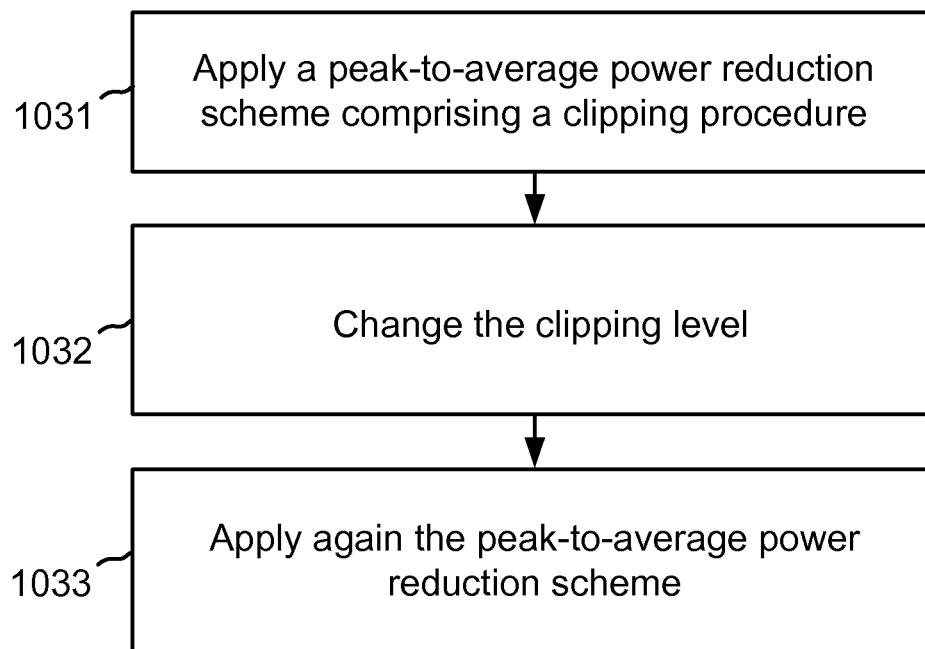 1031
Apply a peak-to-average power reduction
scheme comprising a clipping procedure
1032
Change the clipping level
1033
Apply again the peak-to-average power
reduction scheme